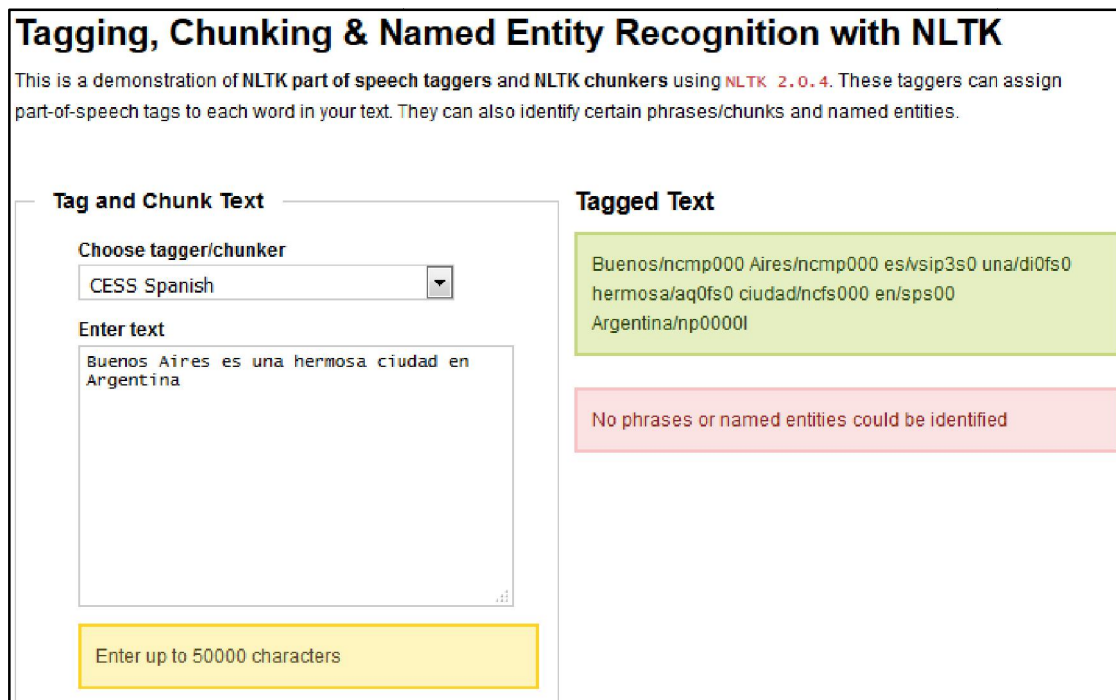 Tagging, Chunking & Named Entity Recognition with NLTK
This is a demonstration of NLTK part of speech taggers and NLTK chunkers using NLTK 2.0.4. These taggers can assign
part-of-speech tags to each word in your text. They can also identify certain phrases/chunks and named entities.
Tag and Chunk Text
Choose tagger/chunker
CESS Spanish
Enter text
Buenos Aires es una hermosa ciudad en
Argentina
Enter up to 50000 characters
Tagged Text
Buenos/ncmp000 Aires/ncmp000 es/vsip3s0 una/di0fs0
hermosa/aq0fs0 ciudad/ncfs000 en/sps00
Argentina/np0000l
No phrases or named entities could be identified